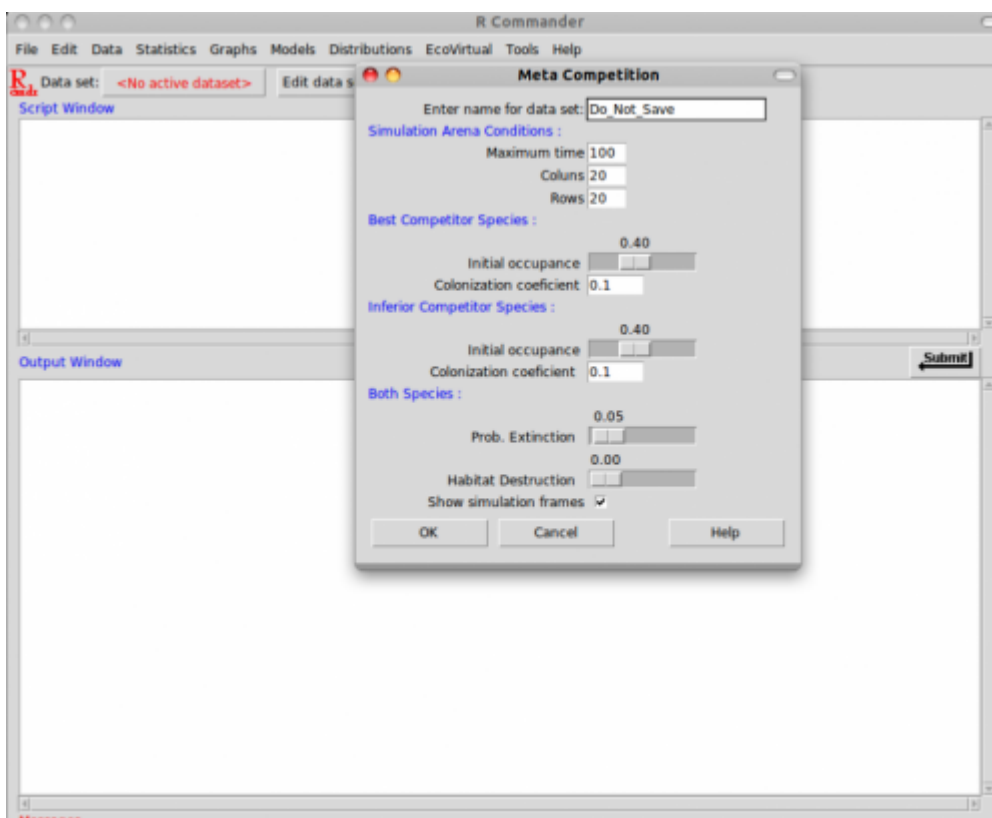 R Commander
File Edit Data Statistics Graphs Models Distributions EcoVirtual Tools Help
R Data set: <No active dataset> Edit data s
Script Window
Meta Competition
Enter name for data set: Do_Not_Save
Simulation Arena Conditions :
Maximum time 100
Coluns 20
Rows 20
Best Competitor Species :
0.40
Initial occupance
Colonization coeficient 0.1
Inferior Competitor Species :
0.40
Initial occupance
Colonization coeficient 0.1
Both Species :
0.05
Prob. Extinction
0.00
Habitat Destruction
Show simulation frames
OK Cancel Help
Output Window
Submit